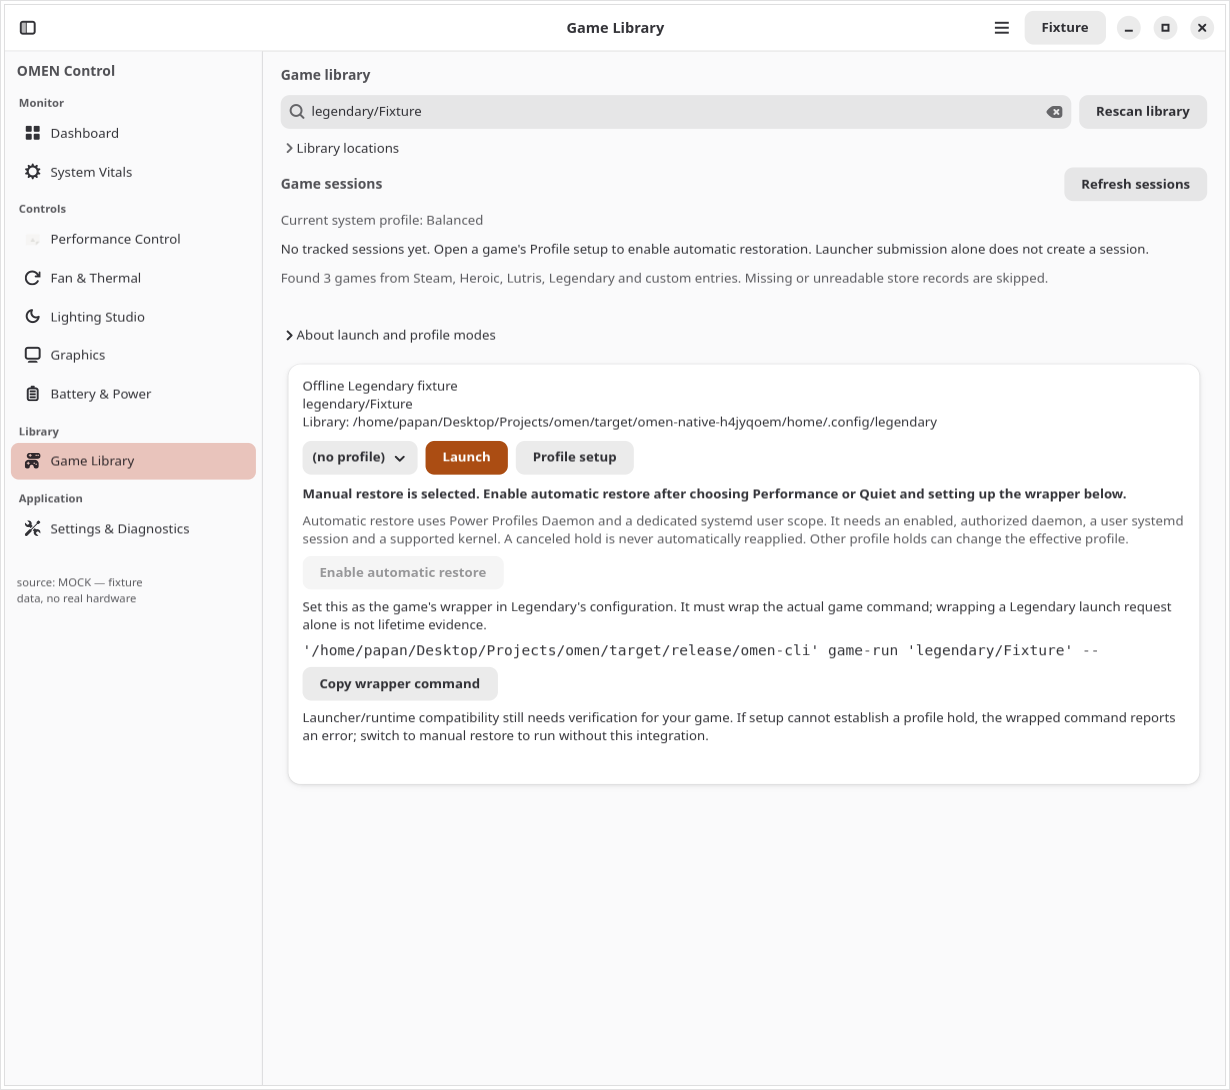 Game Library
Fixture
OMEN Control
Monitor
Dashboard
System Vitals
Controls
Performance Control
Fan & Thermal
Lighting Studio
Graphics
Battery & Power
Library
Game Library
Application
Settings & Diagnostics
source: MOCK — fixture
data, no real hardware
Game library
legendary/Fixture
Rescan library
Library locations
Game sessions
Refresh sessions
Current system profile: Balanced
No tracked sessions yet. Open a game's Profile setup to enable automatic restoration. Launcher submission alone does not create a session.
Found 3 games from Steam, Heroic, Lutris, Legendary and custom entries. Missing or unreadable store records are skipped.
About launch and profile modes
Offline Legendary fixture
legendary/Fixture
Library: /home/papan/Desktop/Projects/omen/target/omen-native-h4jyqoem/home/.config/legendary
(no profile)
Launch
Profile setup
Manual restore is selected. Enable automatic restore after choosing Performance or Quiet and setting up the wrapper below.
Automatic restore uses Power Profiles Daemon and a dedicated systemd user scope. It needs an enabled, authorized daemon, a user systemd
session and a supported kernel. A canceled hold is never automatically reapplied. Other profile holds can change the effective profile.
Enable automatic restore
Set this as the game's wrapper in Legendary's configuration. It must wrap the actual game command; wrapping a Legendary launch request
alone is not lifetime evidence.
'/home/papan/Desktop/Projects/omen/target/release/omen-cli' game-run 'legendary/Fixture' --
Copy wrapper command
Launcher/runtime compatibility still needs verification for your game. If setup cannot establish a profile hold, the wrapped command reports
an error; switch to manual restore to run without this integration.